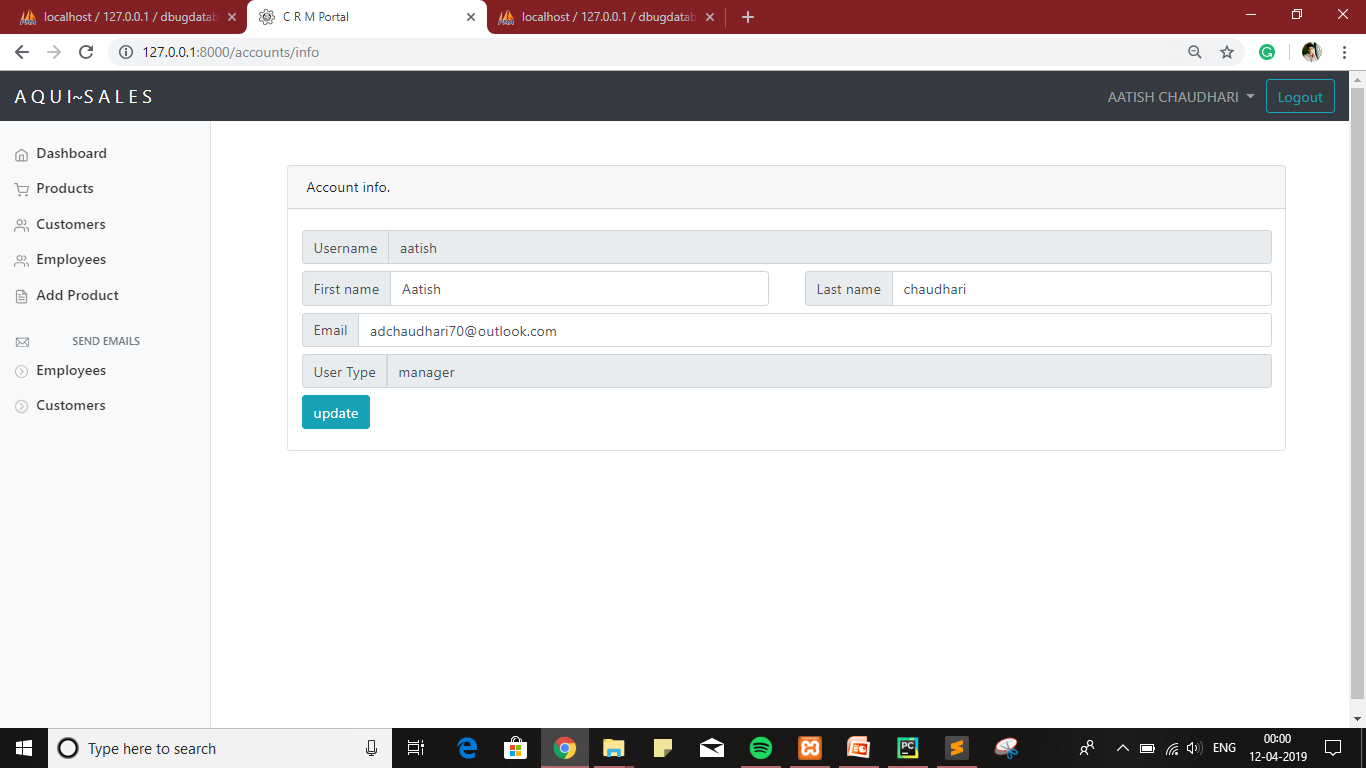 localhost / 127.0.0.1 / dbugdatab
C R M Portal
localhost / 127.0.0.1 / dbugdatab
127.0.0.1:8000/accounts/info
A Q U I ~ S A L E S
AATISH CHAUDHARI
Logout
Dashboard
Products
Customers
Employees
Add Product
SEND EMAILS
Employees
Customers
Account info.
Username aatish
First name Aatish Last name chaudhari
Email adchaudhari70@outlook.com
User Type manager
update
Type here to search
ENG
00:00
12-04-2019